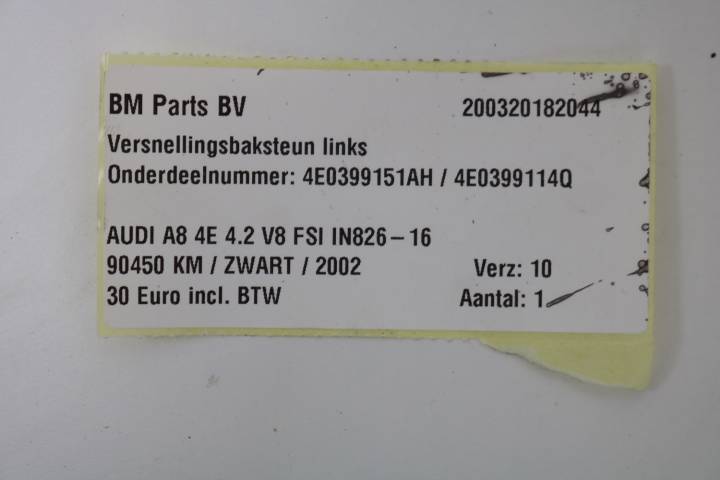 BM Parts BV 200320182044
Versnellingsbaksteun links
Onderdeelnummer: 4E0399151AH / 4E0399114Q
AUDI A8 4E 4.2 V8 FSI IN826-16
90450 KM / ZWART / 2002 Verz: 10
30 Euro incl. BTW Aantal: 1